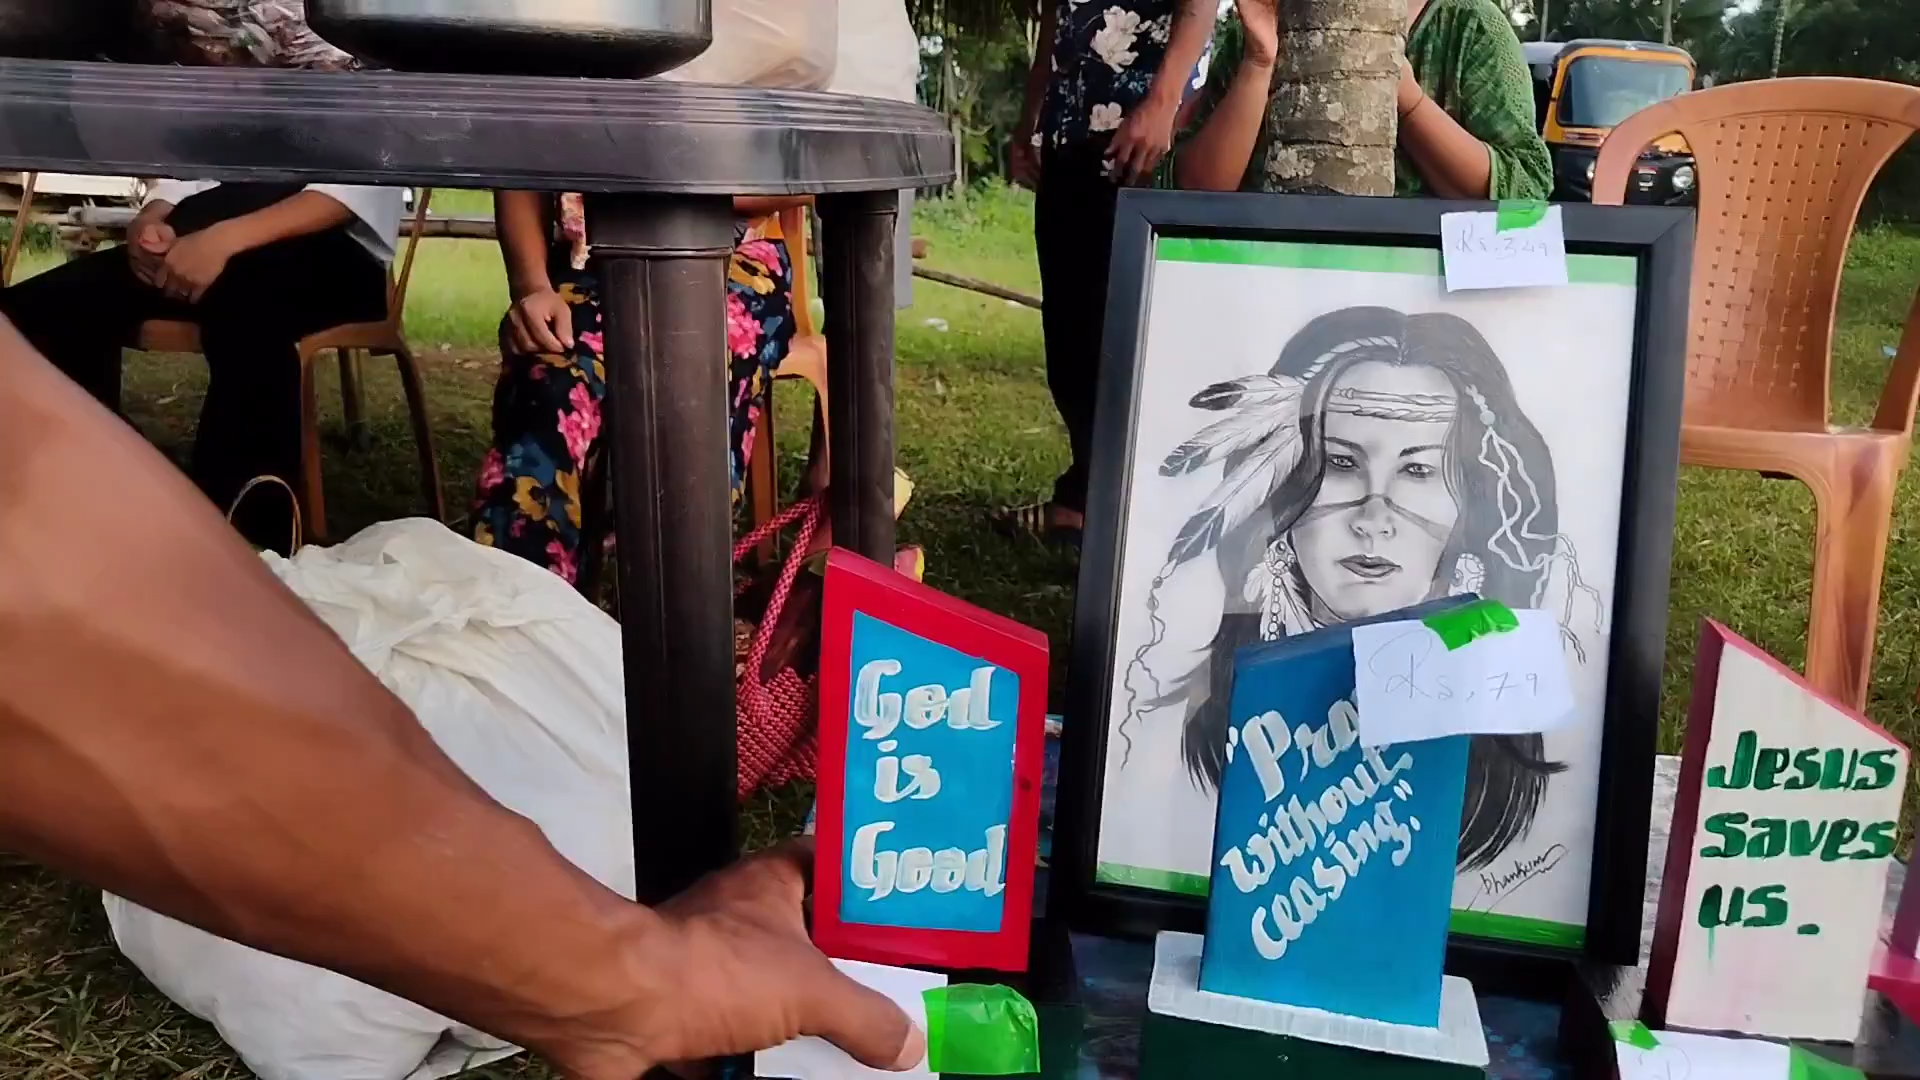 Rs. 349
God
is
Good
Rs. 79
"Pra
without
ceasing".
Jesus
saves
us.